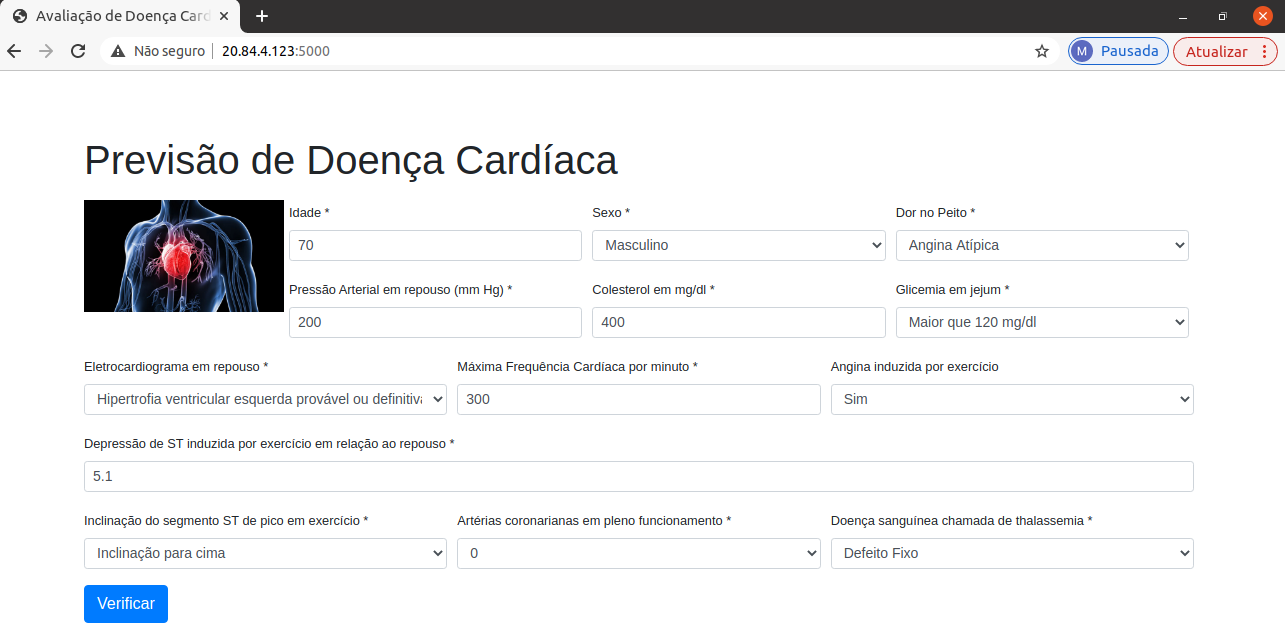 Avaliação de Doença Card
Não seguro
20.84.4.123:5000
M
Pausada
Atualizar
Previsão de Doença Cardíaca
Idade *
Sexo *
Dor no Peito *
70
Masculino
Angina Atípica
Pressão Arterial em repouso (mm Hg) *
Colesterol em mg/dl *
Glicemia em jejum *
200
400
Maior que 120 mg/dl
Eletrocardiograma em repouso *
Máxima Frequência Cardíaca por minuto *
Angina induzida por exercício
Hipertrofia ventricular esquerda provável ou definitiva
300
Sim
Depressão de ST induzida por exercício em relação ao repouso *
5.1
Inclinação do segmento ST de pico em exercício *
Artérias coronarianas em pleno funcionamento *
Doença sanguínea chamada de thalassemia *
Inclinação para cima
0
Defeito Fixo
Verificar